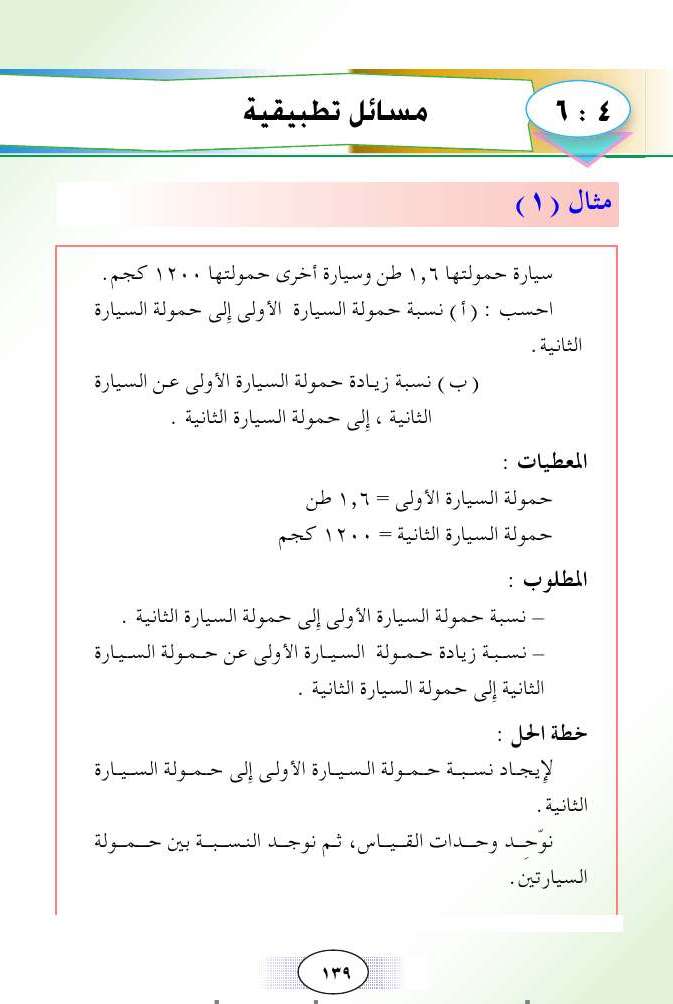 ٤ : ٦
مسائل تطبيقية
مثال ( ١ )
سيارة حمولتها ١,٦ طن وسيارة أخرى حمولتها ١٢٠٠ كجم .
احسب : ( أ ) نسبة حمولة السيارة الأولى إلى حمولة السيارة
الثانية .
( ب ) نسبة زيادة حمولة السيارة الأولى عن السيارة
الثانية ، إلى حمولة السيارة الثانية .
المعطيات :
حمولة السيارة الأولى = ١,٦ طن
حمولة السيارة الثانية = ١٢٠٠ كجم
المطلوب :
– نسبة حمولة السيارة الأولى إلى حمولة السيارة الثانية .
– نسبة زيادة حمولة السيارة الأولى عن حمولة السيارة
الثانية إلى حمولة السيارة الثانية .
خطة الحل :
لإيجاد نسبة حمولة السيارة الأولى إلى حمولة السيارة
الثانية .
نوّحِد وحدات القياس، ثم نوجد النسبة بين حمولة
السيارتين .
١٣٩